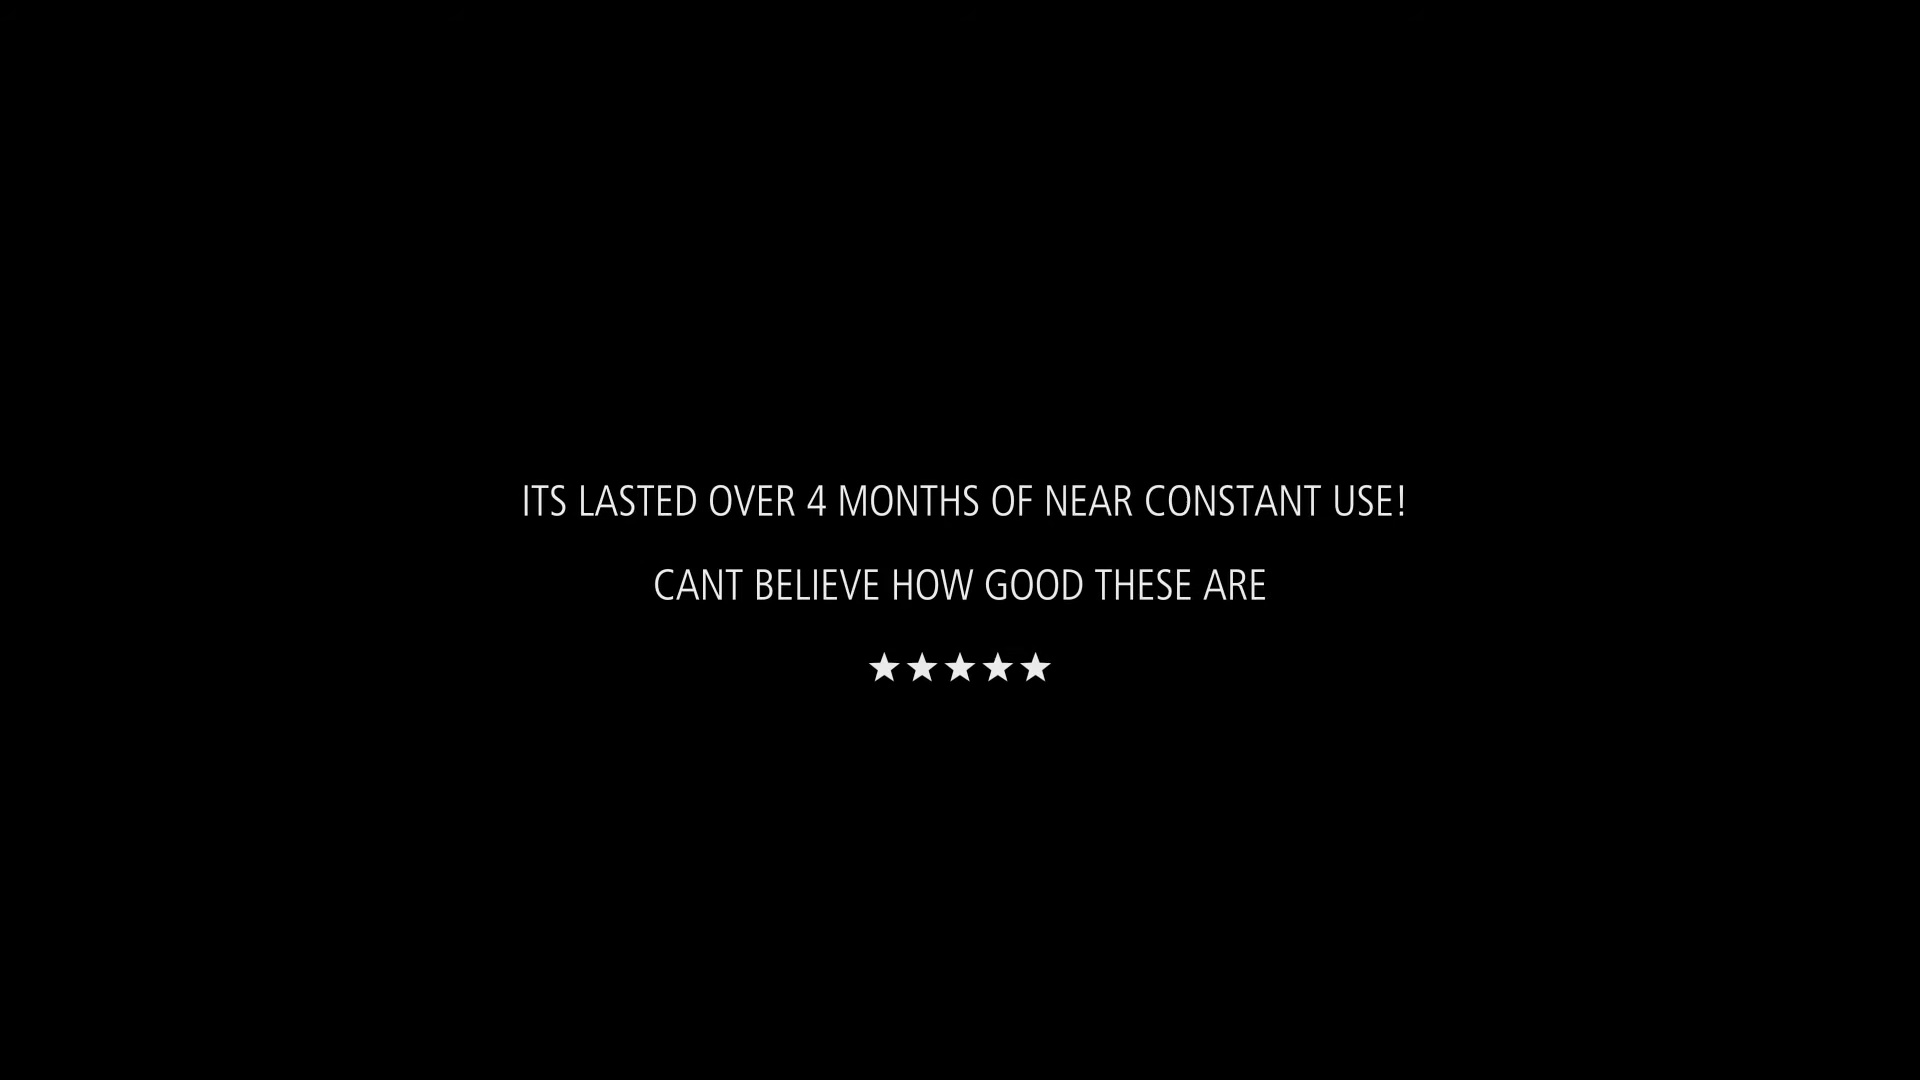 ITS LASTED OVER 4 MONTHS OF NEAR CONSTANT USE!
CANT BELIEVE HOW GOOD THESE ARE
★★★★★